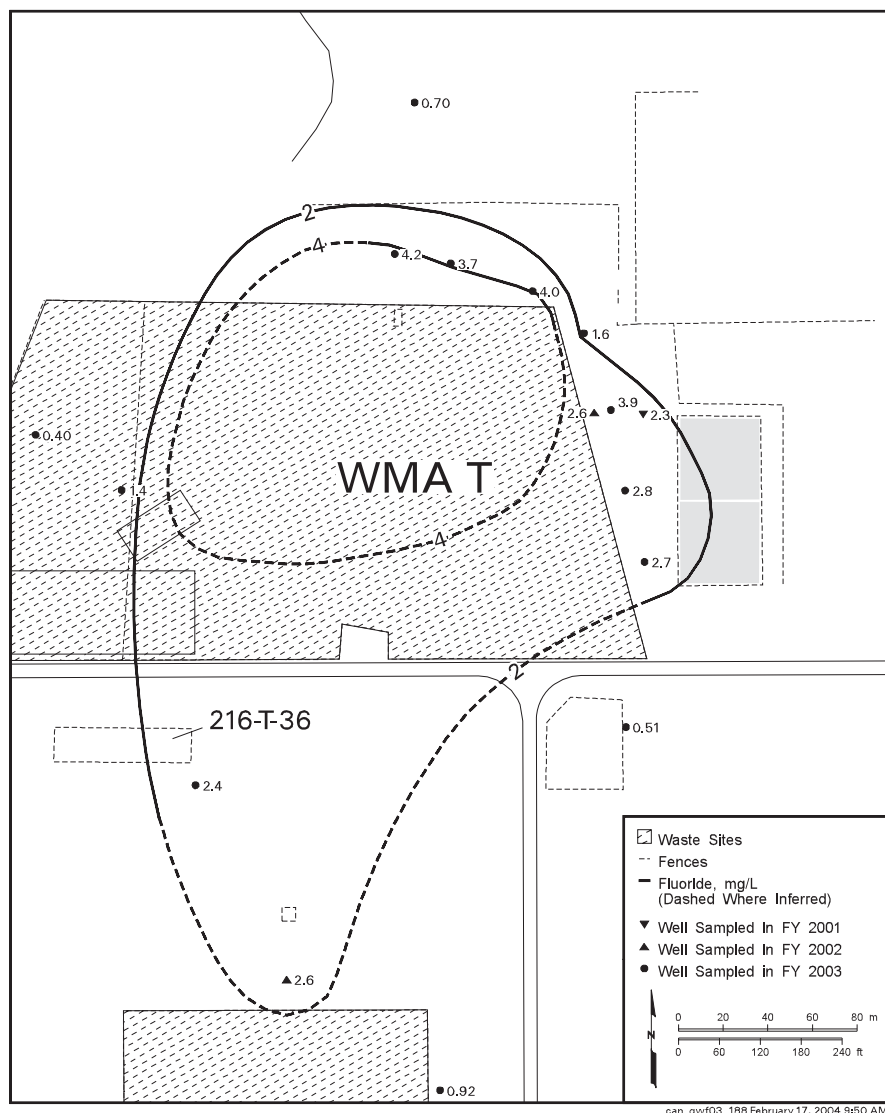 0.70
2
4
4.2
3.7
4.0
1.6
3.9
2.6
2.3
0.40
WMA T
1.4
2.8
4
2.7
2
216-T-36
0.51
2.4
2.6
0.92
Waste Sites
Fences
Fluoride, mg/L
(Dashed Where Inferred)
Well Sampled In FY 2001
Well Sampled In FY 2002
Well Sampled in FY 2003
N
0 20 40 60 80 m
0 60 120 180 240 ft
can_gwf03_188 February 17, 2004 9:50 AM